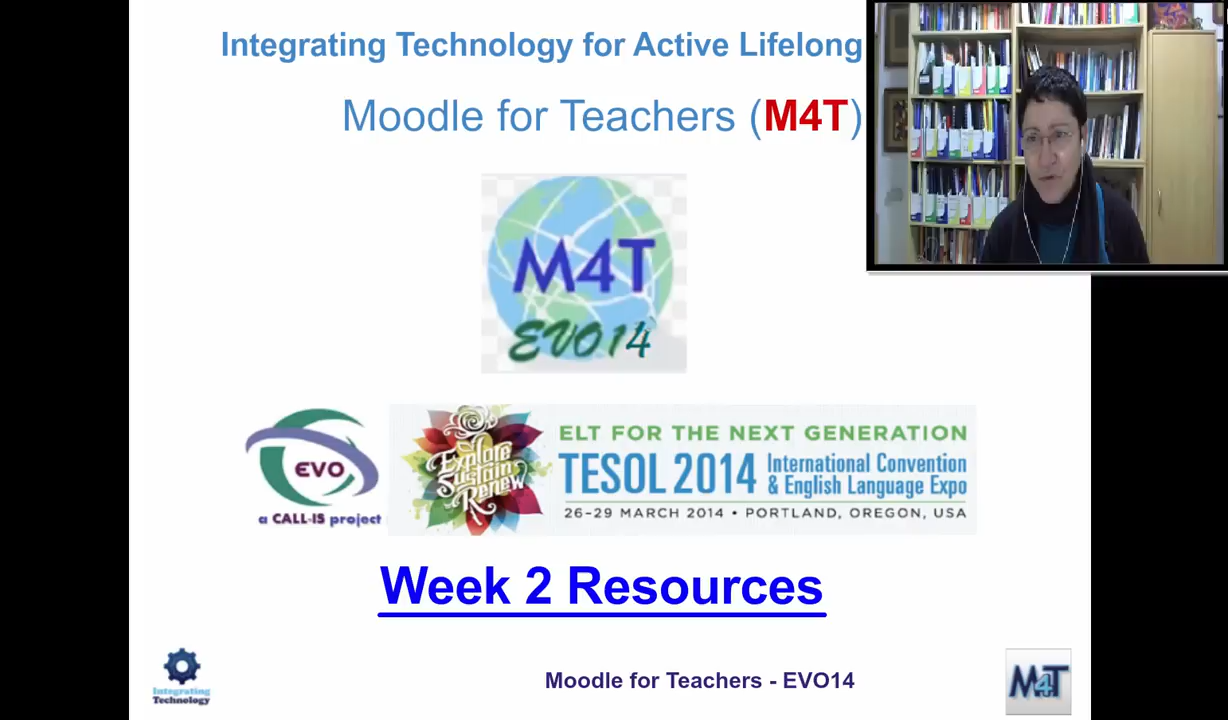 Integrating Technology for Active Lifelong
Moodle for Teachers (M4T)
M4T
EVO14
EVO
a CALL-IS project
Explore
Sustain
Renew
ELT FOR THE NEXT GENERATION
TESOL 2014 International Convention
& English Language Expo
26-29 MARCH 2014 • PORTLAND, OREGON, USA
Week 2 Resources
Integrating
Technology
Moodle for Teachers - EVO14
M4T